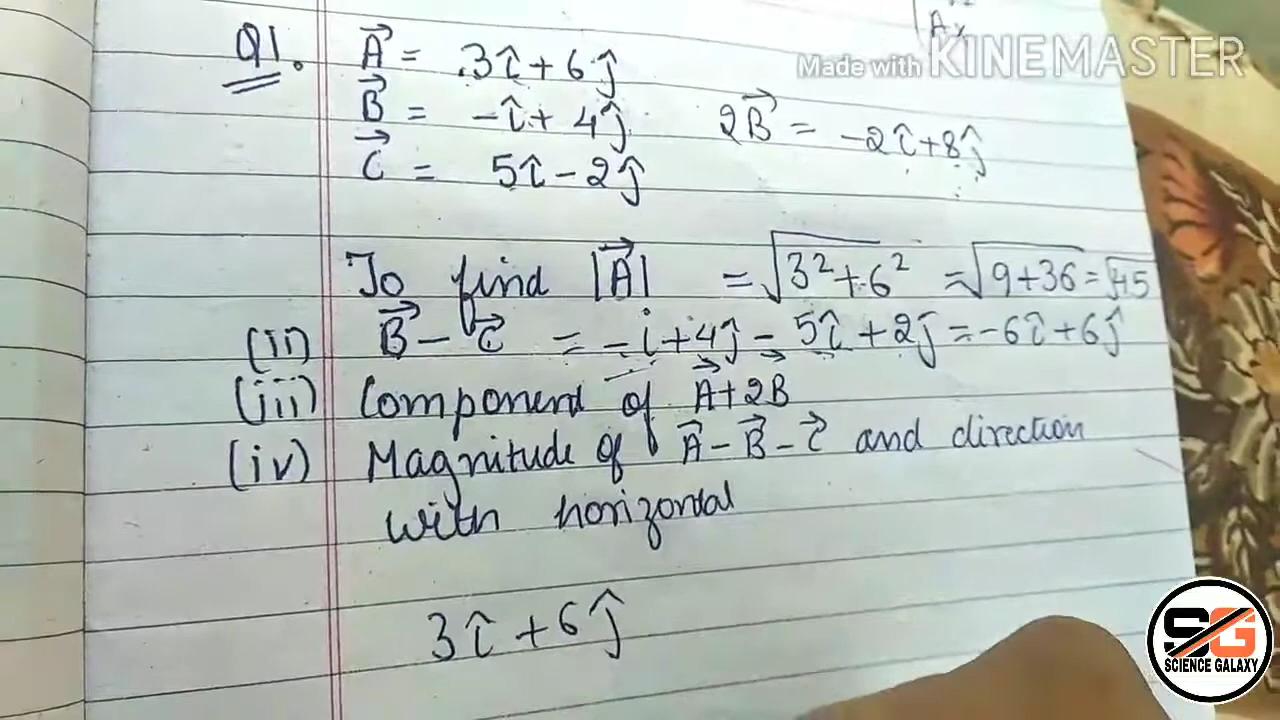 Ax
Made with KINEMASTER
Q1. A⃗ = 3î + 6ĵ
B⃗ = -î + 4ĵ 2B⃗ = -2î + 8ĵ
C⃗ = 5î - 2ĵ
To find |A⃗| = √3² + 6² = √9 + 36 = √45
(ii) B⃗ - C⃗ = -i + 4ĵ - 5î + 2ĵ = -6î + 6ĵ
(iii) Component of A⃗ + 2B⃗
(iv) Magnitude of A⃗ - B⃗ - C⃗ and direction
with horizontal
3î + 6ĵ
SG
SCIENCE GALAXY